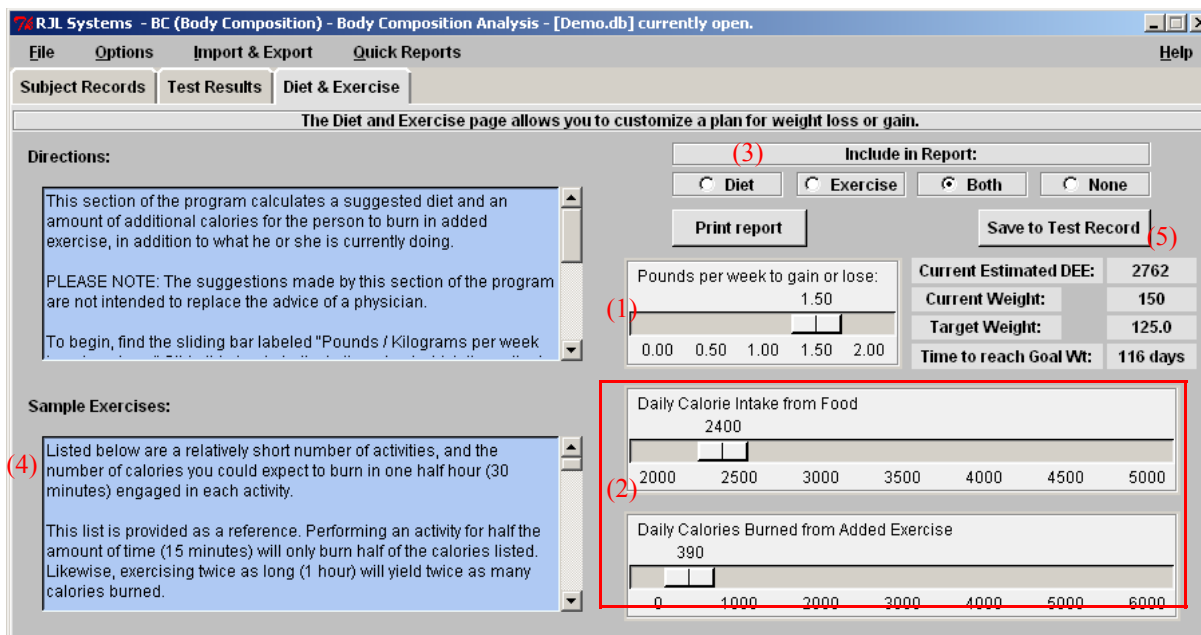 RJL Systems - BC (Body Composition) - Body Composition Analysis - [Demo.db] currently open.
File Options Import & Export Quick Reports Help
Subject Records Test Results Diet & Exercise
The Diet and Exercise page allows you to customize a plan for weight loss or gain.
Directions:
This section of the program calculates a suggested diet and an
amount of additional calories for the person to burn in added
exercise, in addition to what he or she is currently doing.
PLEASE NOTE: The suggestions made by this section of the program
are not intended to replace the advice of a physician.
To begin, find the sliding bar labeled "Pounds / Kilograms per week
(3) Include in Report:
Diet Exercise Both None
Print report Save to Test Record (5)
Pounds per week to gain or lose:
1.50
(1)
0.00 0.50 1.00 1.50 2.00
Current Estimated DEE: 2762
Current Weight: 150
Target Weight: 125.0
Time to reach Goal Wt: 116 days
Sample Exercises:
(4)
Listed below are a relatively short number of activities, and the
number of calories you could expect to burn in one half hour (30
minutes) engaged in each activity.
This list is provided as a reference. Performing an activity for half the
amount of time (15 minutes) will only burn half of the calories listed.
Likewise, exercising twice as long (1 hour) will yield twice as many
calories burned.
Daily Calorie Intake from Food
2400
2000 2500 3000 3500 4000 4500 5000
(2)
Daily Calories Burned from Added Exercise
390
0 1000 2000 3000 4000 5000 6000